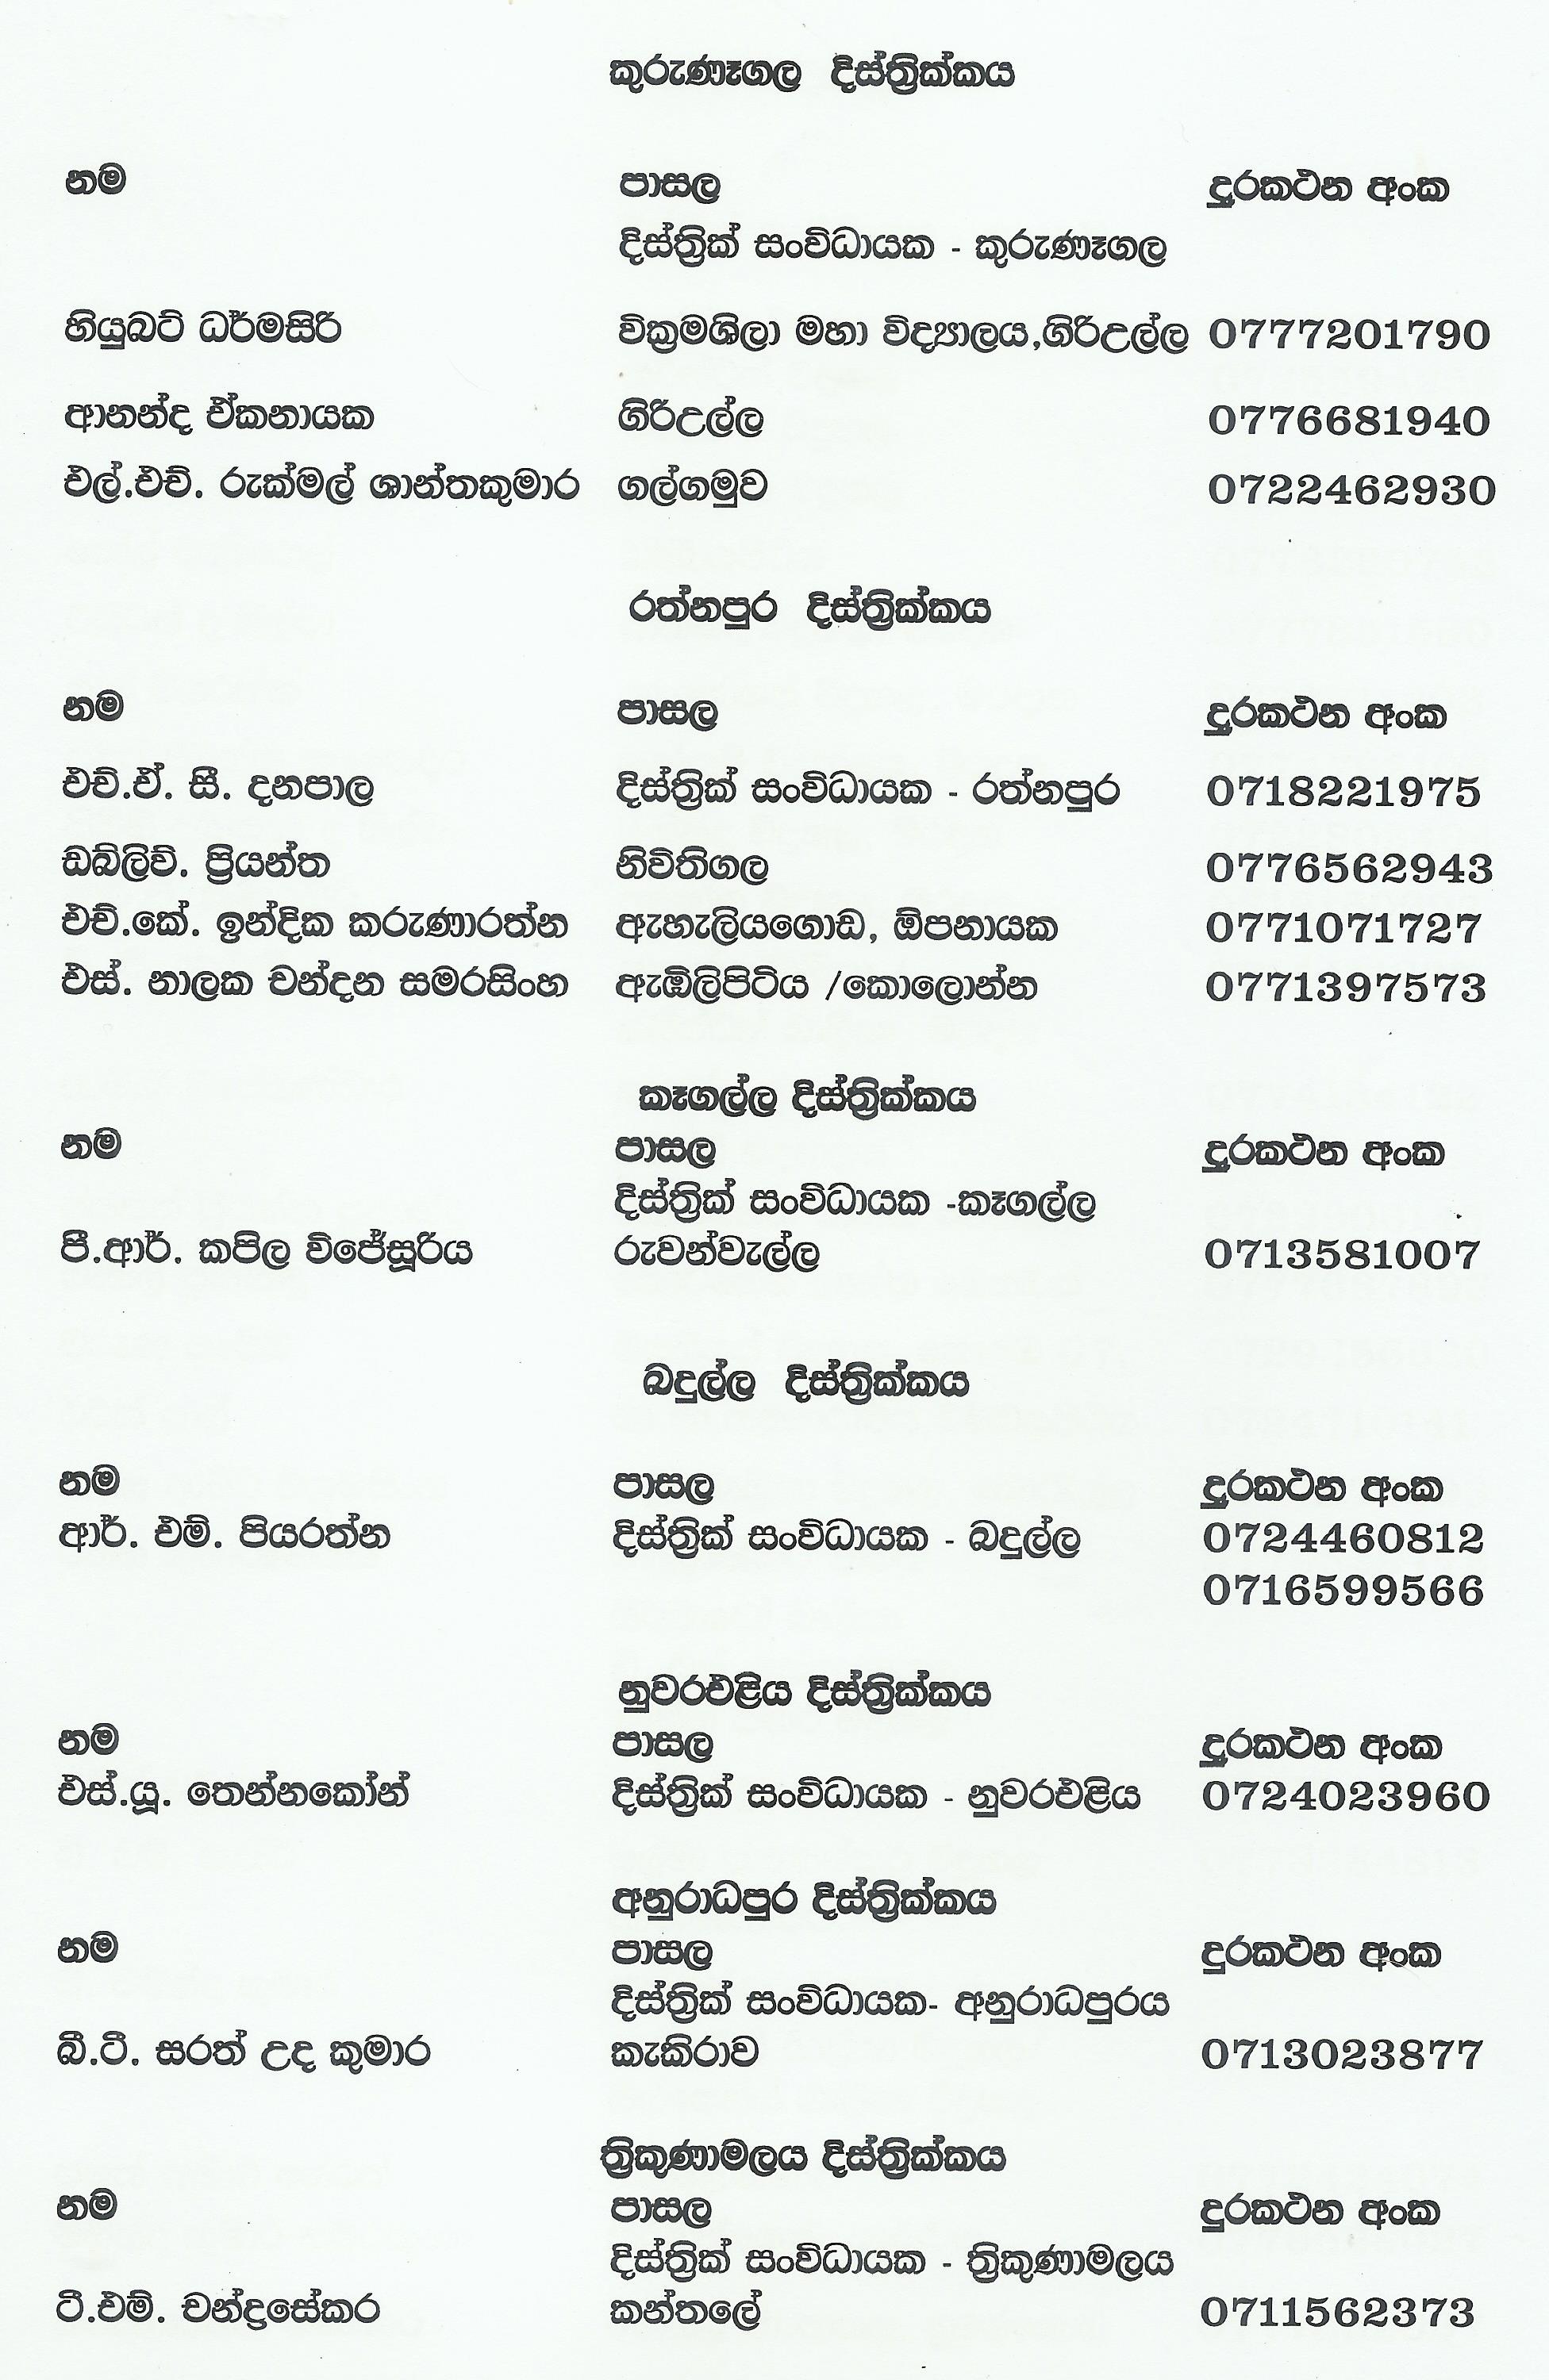 කුරුණෑගල දිස්ත්‍රික්කය
නම පාසල දුරකථන අංක
දිස්ත්‍රික් සංවිධායක - කුරුණෑගල
හියුබට් ධර්මසිරි වික්‍රමශිලා මහා විද්‍යාලය,ගිරිඋල්ල 0777201790
ආනන්ද ඒකනායක ගිරිඋල්ල 0776681940
එල්.එච්. රුක්මල් ශාන්තකුමාර ගල්ගමුව 0722462930
රත්නපුර දිස්ත්‍රික්කය
නම පාසල දුරකථන අංක
එච්.ඒ. සී. දනපාල දිස්ත්‍රික් සංවිධායක - රත්නපුර 0718221975
ඩබ්ලිව්. ප්‍රියන්ත නිවිතිගල 0776562943
එච්.කේ. ඉන්දික කරුණාරත්න ඇහැලියගොඩ, ඕපනායක 0771071727
එස්. නාලක චන්දන සමරසිංහ ඇඹිලිපිටිය /කොලොන්න 0771397573
කෑගල්ල දිස්ත්‍රික්කය
නම පාසල දුරකථන අංක
දිස්ත්‍රික් සංවිධායක -කෑගල්ල
පී.ආර්. කපිල විජේසූරිය රුවන්වැල්ල 0713581007
බදුල්ල දිස්ත්‍රික්කය
නම පාසල දුරකථන අංක
ආර්. එම්. පියරත්න දිස්ත්‍රික් සංවිධායක - බදුල්ල 0724460812
0716599566
නුවරඑළිය දිස්ත්‍රික්කය
නම පාසල දුරකථන අංක
එස්.යූ. තෙන්නකෝන් දිස්ත්‍රික් සංවිධායක - නුවරඑළිය 0724023960
අනුරාධපුර දිස්ත්‍රික්කය
නම පාසල දුරකථන අංක
දිස්ත්‍රික් සංවිධායක- අනුරාධපුරය
බී.ටී. සරත් උද කුමාර කැකිරාව 0713023877
ත්‍රිකුණාමලය දිස්ත්‍රික්කය
නම පාසල දුරකථන අංක
දිස්ත්‍රික් සංවිධායක - ත්‍රිකුණාමලය
ටී.එම්. චන්ද්‍රසේකර කන්තලේ 0711562373